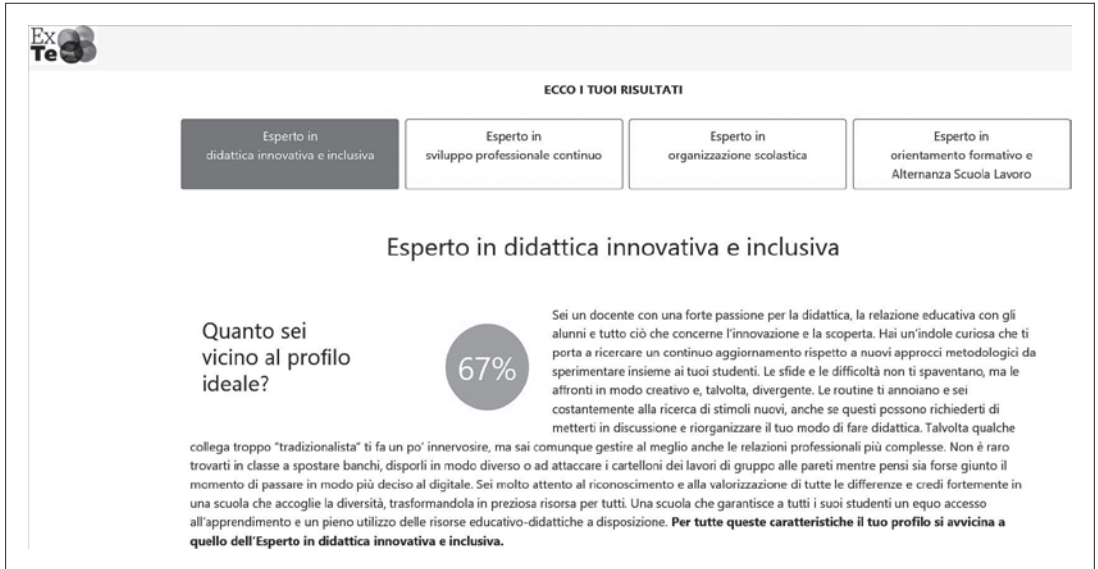 Ex
Te
ECCO I TUOI RISULTATI
Esperto in
didattica innovativa e inclusiva
Esperto in
sviluppo professionale continuo
Esperto in
organizzazione scolastica
Esperto in
orientamento formativo e
Alternanza Scuola Lavoro
Esperto in didattica innovativa e inclusiva
Quanto sei
vicino al profilo
ideale?
67%
Sei un docente con una forte passione per la didattica, la relazione educativa con gli
alunni e tutto ciò che concerne l'innovazione e la scoperta. Hai un'indole curiosa che ti
porta a ricercare un continuo aggiornamento rispetto a nuovi approcci metodologici da
sperimentare insieme ai tuoi studenti. Le sfide e le difficoltà non ti spaventano, ma le
affronti in modo creativo e, talvolta, divergente. Le routine ti annoiano e sei
costantemente alla ricerca di stimoli nuovi, anche se questi possono richiederti di
metterti in discussione e riorganizzare il tuo modo di fare didattica. Talvolta qualche
collega troppo "tradizionalista" ti fa un po' innervosire, ma sai comunque gestire al meglio anche le relazioni professionali più complesse. Non è raro
trovarti in classe a spostare banchi, disporli in modo diverso o ad attaccare i cartelloni dei lavori di gruppo alle pareti mentre pensi sia forse giunto il
momento di passare in modo più deciso al digitale. Sei molto attento al riconoscimento e alla valorizzazione di tutte le differenze e credi fortemente in
una scuola che accoglie la diversità, trasformandola in preziosa risorsa per tutti. Una scuola che garantisce a tutti i suoi studenti un equo accesso
all'apprendimento e un pieno utilizzo delle risorse educativo-didattiche a disposizione. Per tutte queste caratteristiche il tuo profilo si avvicina a
quello dell'Esperto in didattica innovativa e inclusiva.